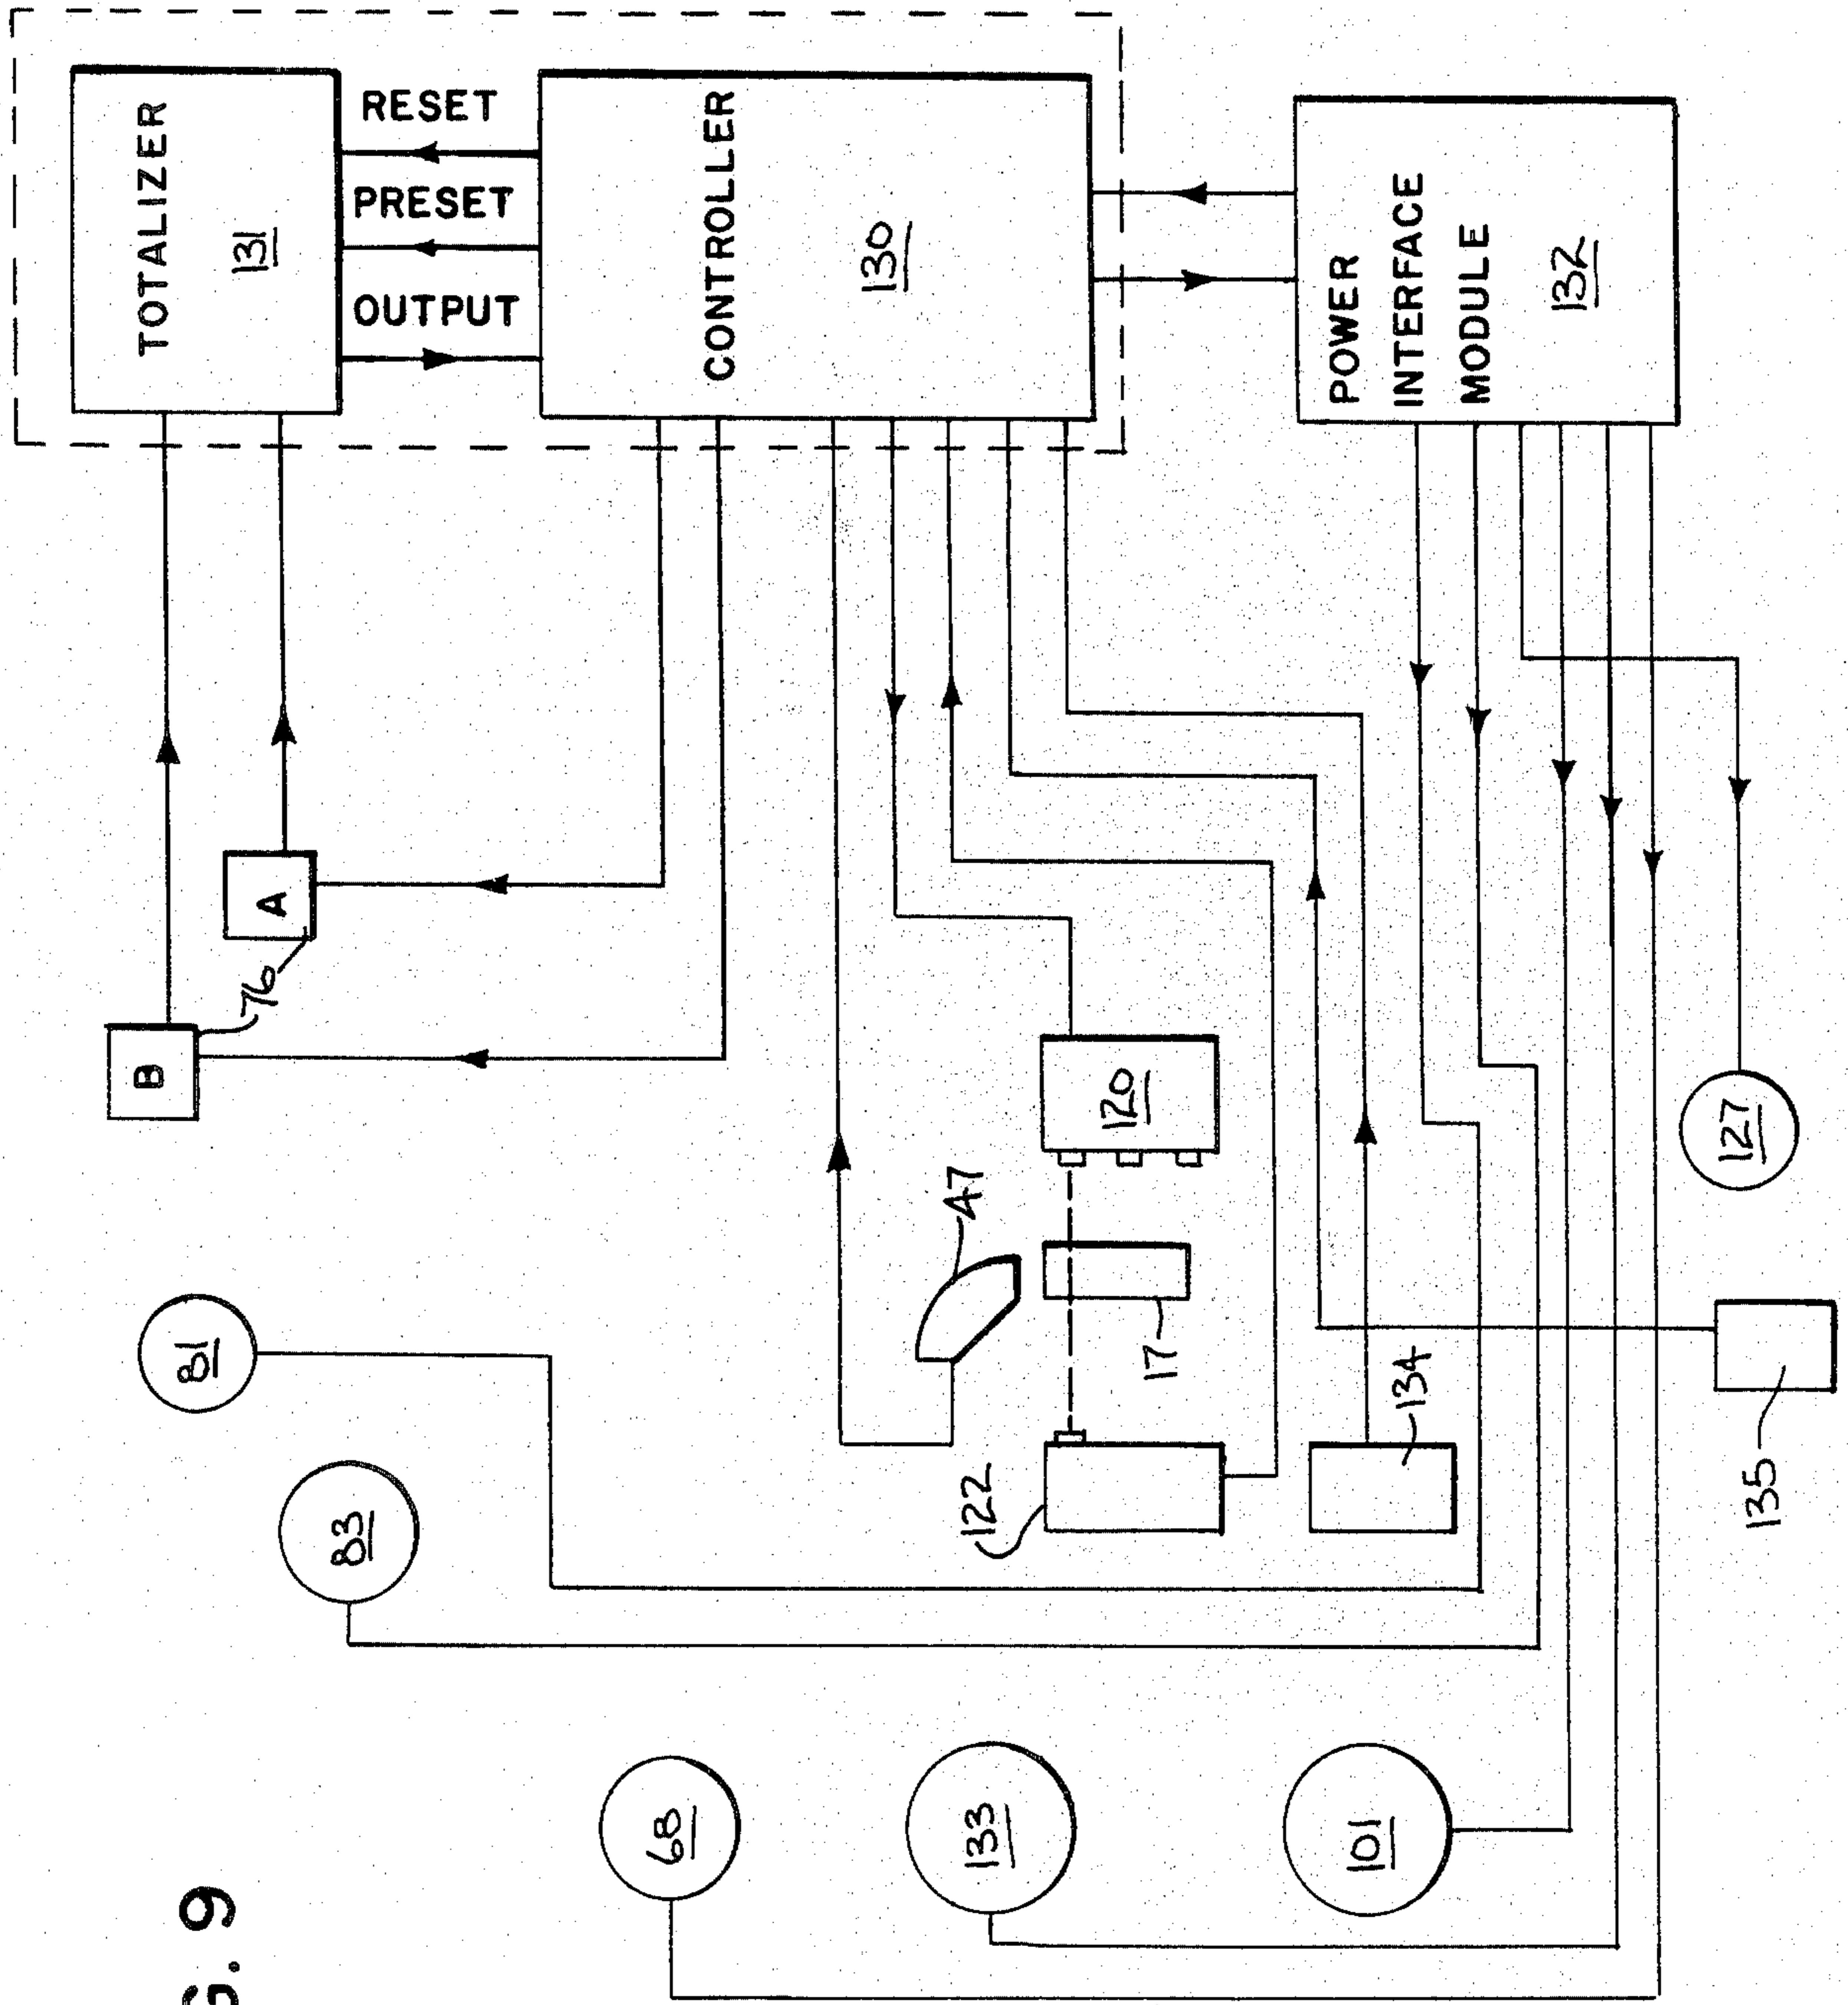 TOTALIZER
131
RESET
PRESET
OUTPUT
CONTROLLER
130
POWER
INTERFACE
MODULE
132
B
A
76
81
83
47
120
17
122
134
127
135
68
133
101
G. 9